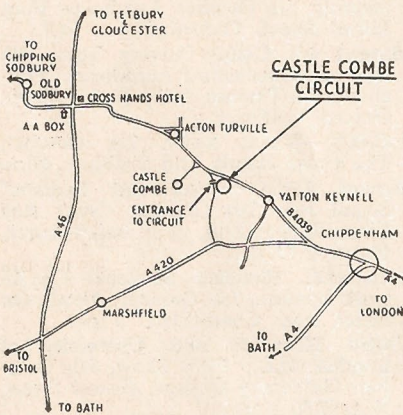 TO TETBURY
&
GLOUCESTER
TO
CHIPPING
SODBURY
OLD
SODBURY
CROSS HANDS HOTEL
A A BOX
CASTLE COMBE
CIRCUIT
ACTON TURVILLE
CASTLE
COMBE
ENTRANCE
TO CIRCUIT
YATTON KEYNELL
B4039
CHIPPENHAM
A46
A420
A4
TO
LONDON
MARSHFIELD
TO
BATH
A4
TO
BRISTOL
TO BATH